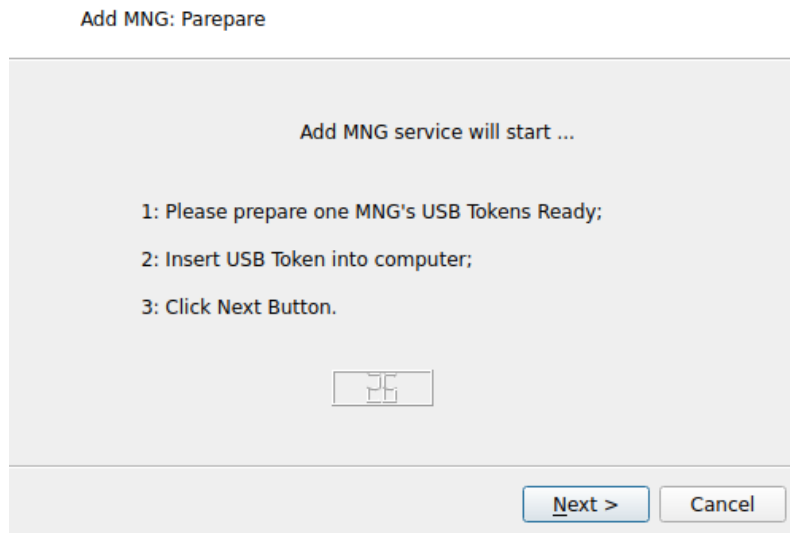 Add MNG: Parepare
Add MNG service will start ...
1: Please prepare one MNG's USB Tokens Ready;
2: Insert USB Token into computer;
3: Click Next Button.
26
Next >
Cancel